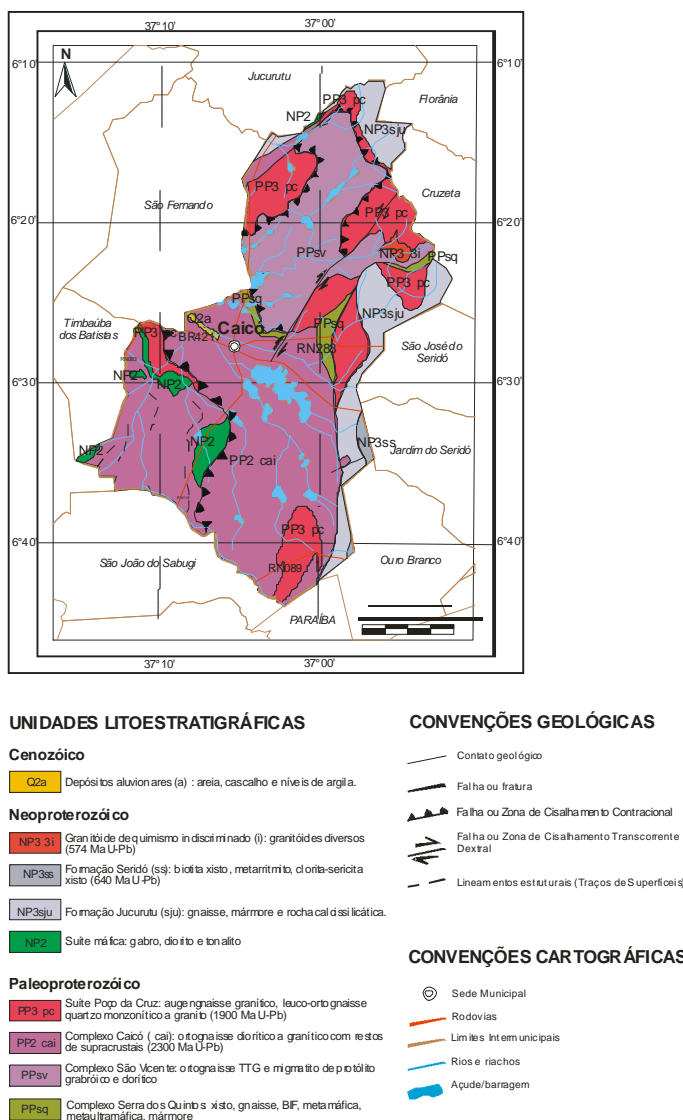 37°10'
37°00'
6°10'
6°10'
N
Jucurutu
PP3 pc
Florânia
NP2
NP3sju
PP3 pc
Cruzeta
São Fernando
PP3 pc
6°20'
6°20'
PPsv
NP3 3i
PPsq
PP3 pc
PPsq
NP3sju
Q2a
PPsq
Timbaúba
dos Batistas
Caicó
BR427
São José do
Seridó
RN288
NP2
NP2
6°30'
6°30'
NP2
NP3ss
NP2
Jardim do Seridó
PP2 cai
PP3 pc
6°40'
6°40'
São João do Sabugi
Ouro Branco
RN089
PARAÍBA
37°10'
37°00'
UNIDADES LITOESTRATIGRÁFICAS
Cenozóico
Q2a Depósitos aluvionares (a) : areia, cascalho e níveis de argila.
Neoproterozóico
NP3 3i Granitóide de quimismo indiscriminado (i): granitóides diversos
(574 Ma U-Pb)
NP3ss Formação Seridó (ss): biotita xisto, metarritmito, clorita-sericita
xisto (640 Ma U-Pb)
NP3sju Formação Jucurutu (sju): gnaisse, mármore e rocha calcissilicática.
NP2 Suíte máfica: gabro, diorito e tonalito
Paleoproterozóico
PP3 pc Suíte Poço da Cruz: augengnaisse granítico, leuco-ortognaisse
quartzo monzonítico a granito (1900 Ma U-Pb)
PP2 cai Complexo Caicó ( cai): ortognaisse diorítico a granítico com restos
de supracrustais (2300 Ma U-Pb)
PPsv Complexo São Vicente: ortognaisse TTG e migmatito de protólito
grabróico e dorítico
PPsq Complexo Serra dos Quintos: xisto, gnaisse, BIF, metamáfica,
metaultramáfica, mármore
CONVENÇÕES GEOLÓGICAS
Contato geológico
Falha ou fratura
Falha ou Zona de Cisalhamento Contracional
Falha ou Zona de Cisalhamento Transcorrente
Dextral
Lineamentos estruturais (Traços de Superfíceis)
CONVENÇÕES CARTOGRÁFICAS
Sede Municipal
Rodovias
Limites Intermunicipais
Rios e riachos
Açude/barragem